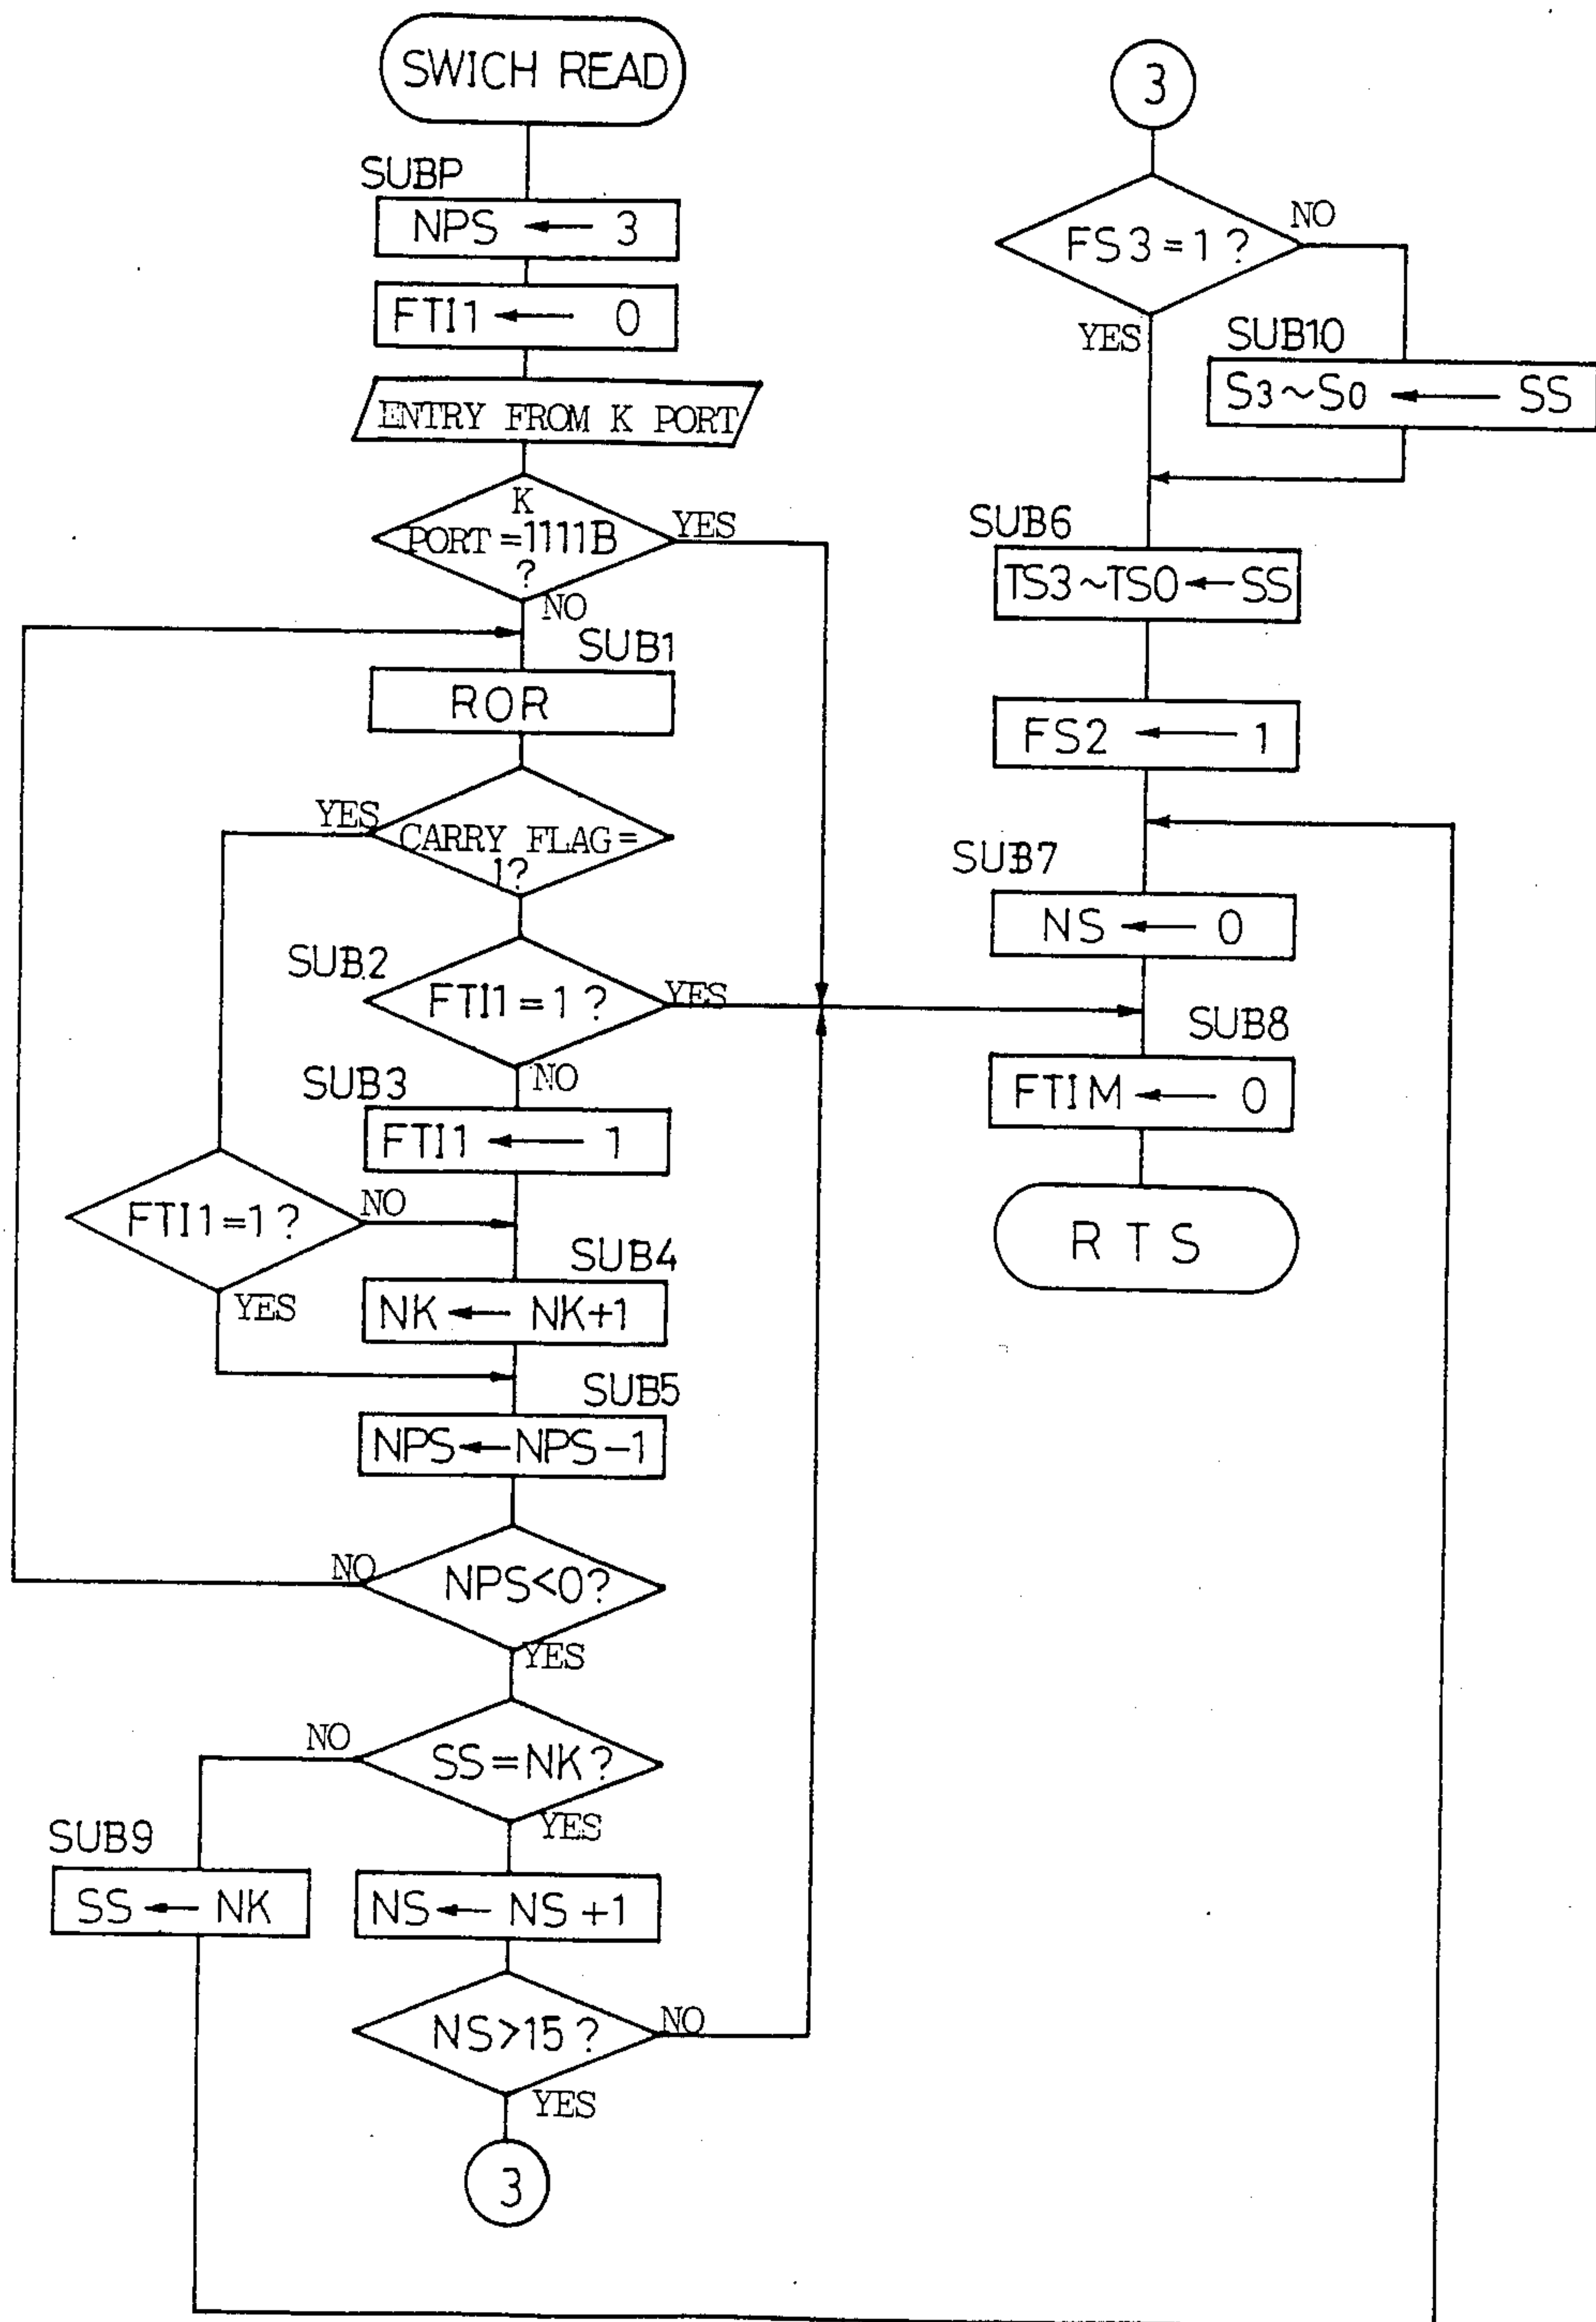 SWICH READ
SUBP
NPS ← 3
FTI1 ← 0
ENTRY FROM K PORT
K
PORT =1111B
?
YES
NO
SUB1
ROR
YES
CARRY FLAG =
1?
SUB2
FTI1 = 1 ?
YES
NO
SUB3
FTI1 ← 1
FTI1=1 ?
NO
YES
SUB4
NK ← NK+1
SUB5
NPS ← NPS-1
NO
NPS<0?
YES
NO
SS=NK?
YES
SUB9
SS ← NK
NS ← NS +1
NS>15 ?
NO
YES
3
3
FS3 = 1 ?
NO
YES
SUB10
S3~S0 ← SS
SUB6
TS3~TS0 ← SS
FS2 ← 1
SUB7
NS ← 0
SUB8
FTIM ← 0
R T S